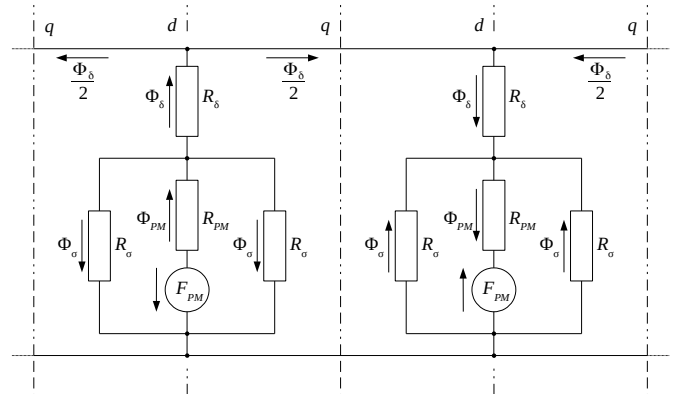 q d q d q
Φδ/2 Φδ/2 Φδ/2
Φδ Rδ Φδ Rδ
ΦPM RPM ΦPM RPM
Φσ Rσ Φσ Rσ Φσ Rσ Φσ Rσ
FPM FPM